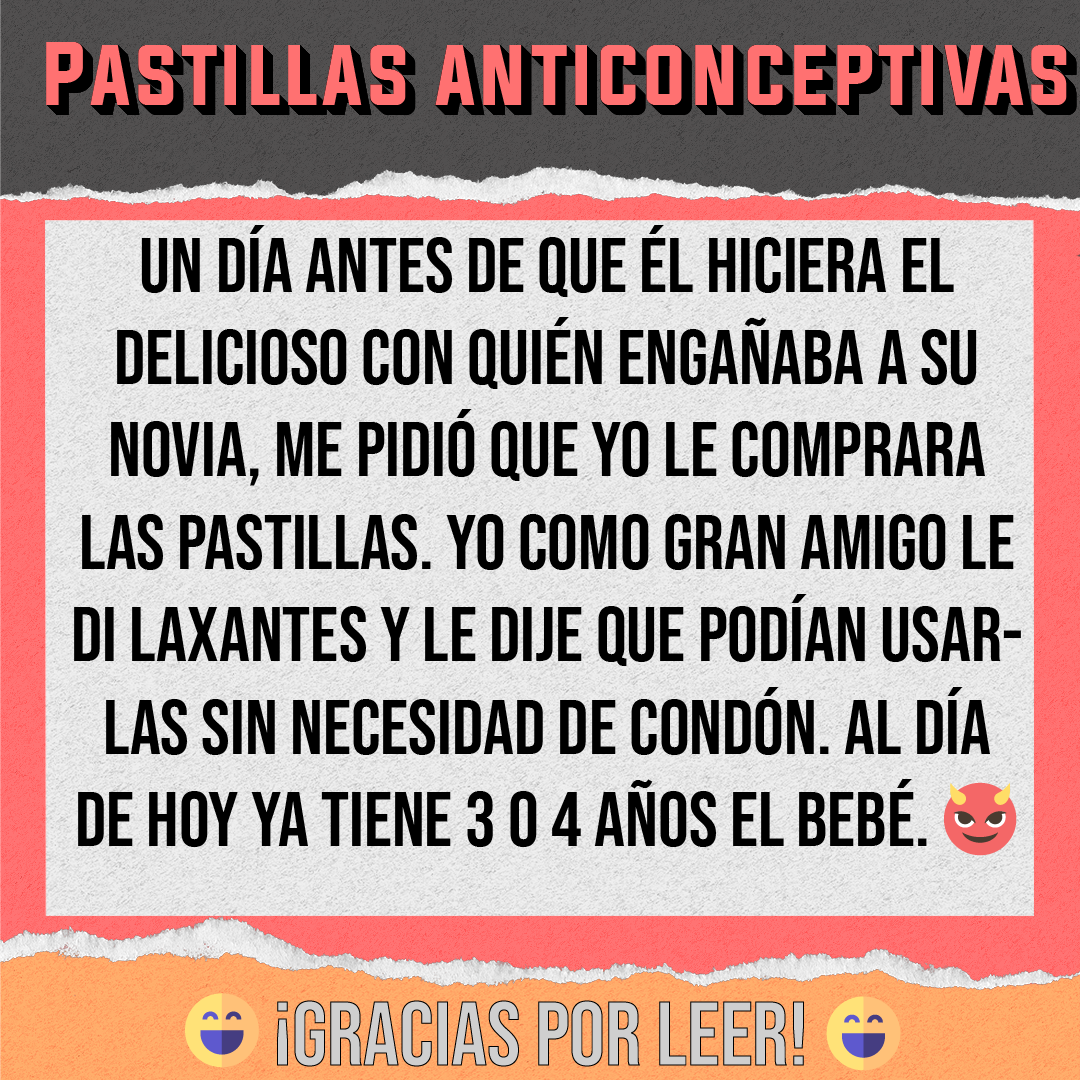 PASTILLAS ANTICONCEPTIVAS
UN DÍA ANTES DE QUE ÉL HICIERA EL
DELICIOSO CON QUIÉN ENGAÑABA A SU
NOVIA, ME PIDIÓ QUE YO LE COMPRARA
LAS PASTILLAS. YO COMO GRAN AMIGO LE
DI LAXANTES Y LE DIJE QUE PODÍAN USAR-
LAS SIN NECESIDAD DE CONDÓN. AL DÍA
DE HOY YA TIENE 3 O 4 AÑOS EL BEBÉ. 😈
😄 ¡GRACIAS POR LEER! 😄